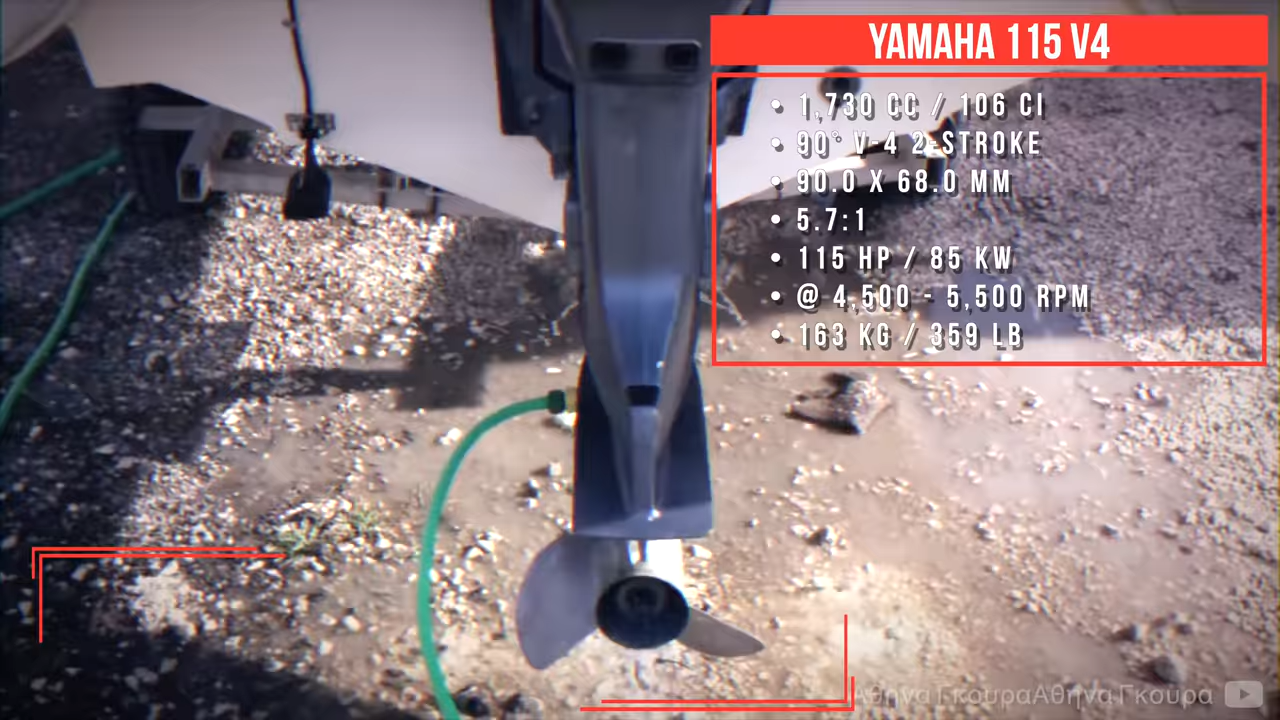 YAMAHA 115 V4
• 1,730 CC / 106 CI
• 90° V-4 2-STROKE
• 90.0 X 68.0 MM
• 5.7:1
• 115 HP / 85 KW
• @ 4,500 - 5,500 RPM
• 163 KG / 359 LB
Αθηνα ΓκουραΑθηνα Γκουρα